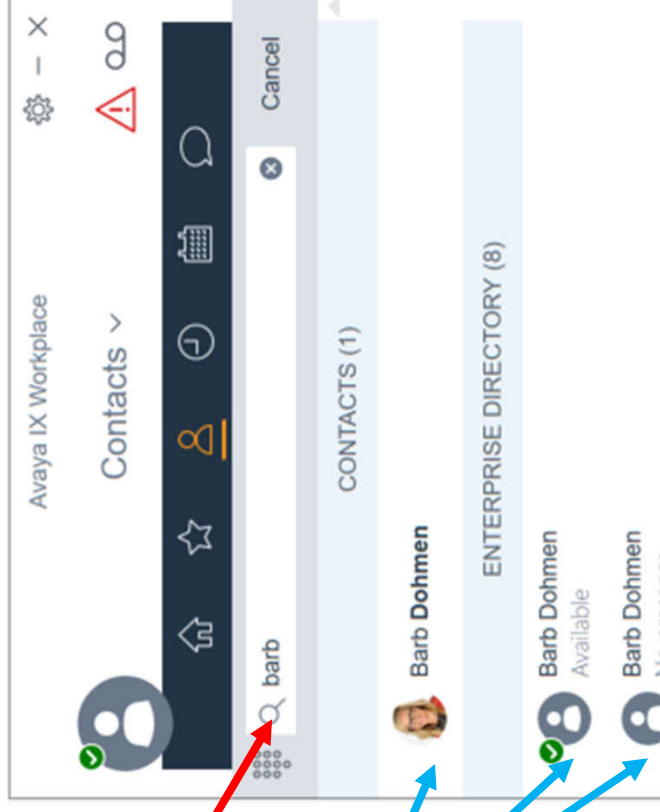 Avaya IX Workplace
Contacts
barb
Cancel
CONTACTS (1)
Barb Dohmen
ENTERPRISE DIRECTORY (8)
Barb Dohmen
Available
Barb Dohmen